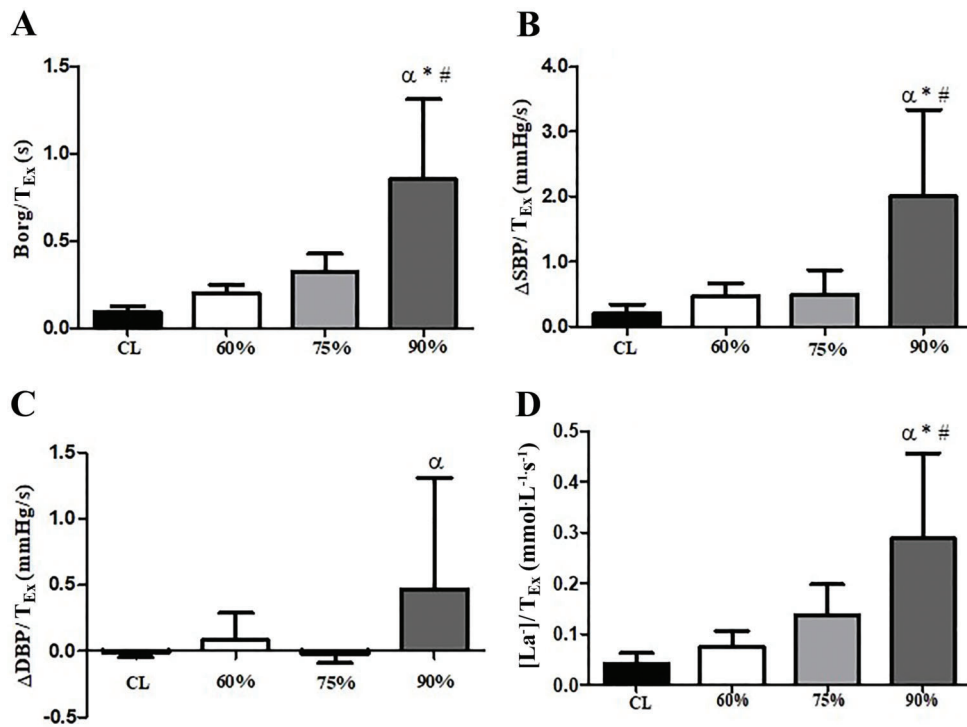 A
Borg/T_Ex (s)
1.5
1.0
0.5
0.0
α * #
CL 60% 75% 90%
B
ΔSBP/T_Ex (mmHg/s)
4.0
3.0
2.0
1.0
0.0
α * #
CL 60% 75% 90%
C
ΔDBP/T_Ex (mmHg/s)
1.5
1.0
0.5
0.0
-0.5
α
CL 60% 75% 90%
D
[La⁻]/T_Ex (mmol·L⁻¹·s⁻¹)
0.5
0.4
0.3
0.2
0.1
0.0
α * #
CL 60% 75% 90%